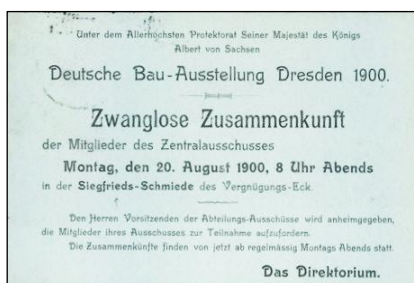 Unter dem Allerhöchsten Protektorat Seiner Majestät des Königs
Albert von Sachsen
Deutsche Bau-Ausstellung Dresden 1900.
Zwanglose Zusammenkunft
der Mitglieder des Zentralausschusses
Montag, den 20. August 1900, 8 Uhr Abends
in der Siegfrieds-Schmiede des Vergnügungs-Eck.
Den Herren Vorsitzenden der Abteilungs-Ausschüsse wird anheimgegeben,
die Mitglieder ihres Ausschusses zur Teilnahme aufzufordern.
Die Zusammenkünfte finden von jetzt ab regelmässig Montags Abends statt.
Das Direktorium.